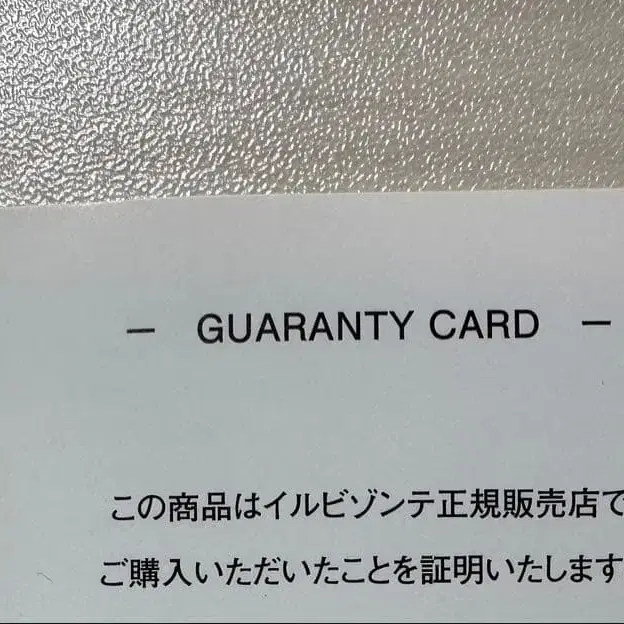 — GUARANTY CARD —
この商品はイルビゾンテ正規販売店で
ご購入いただいたことを証明いたします